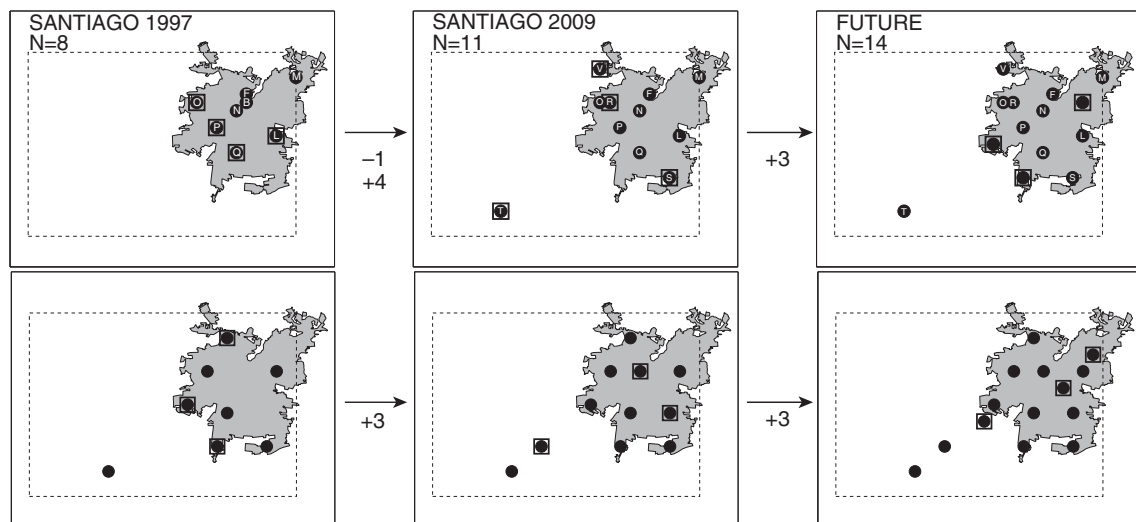 SANTIAGO 1997
N=8
M
F
B
O
N
P
L
Q
–1
+4
SANTIAGO 2009
N=11
V
M
F
O R
N
P
L
Q
S
T
+3
FUTURE
N=14
V
M
F
O R
N
P
L
Q
S
T
+3
+3